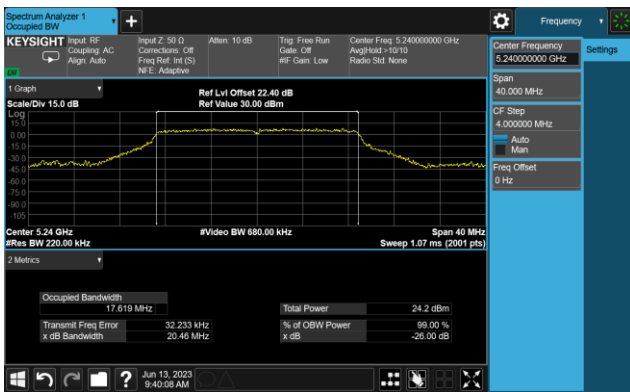 Spectrum Analyzer 1
Occupied BW
+
Frequency
KEYSIGHT
Input: RF
Coupling: AC
Align: Auto
Input Z: 50 Ω
Corrections: Off
Freq Ref: Int (S)
NFE: Adaptive
Atten: 10 dB
Trig: Free Run
Gate: Off
#IF Gain: Low
Center Freq: 5.240000000 GHz
Avg|Hold:>10/10
Radio Std: None
Center Frequency
5.240000000 GHz
Settings
Span
40.000 MHz
CF Step
4.000000 MHz
Auto
Man
Freq Offset
0 Hz
1 Graph
Scale/Div 15.0 dB
Ref Lvl Offset 22.40 dB
Ref Value 30.00 dBm
Log
15.0
0.00
-15.0
-30.0
-45.0
-60.0
-75.0
-90.0
-105
Center 5.24 GHz
#Video BW 680.00 kHz
Span 40 MHz
#Res BW 220.00 kHz
Sweep 1.07 ms (2001 pts)
2 Metrics
Occupied Bandwidth
17.619 MHz
Total Power 24.2 dBm
Transmit Freq Error 32.233 kHz
% of OBW Power 99.00 %
x dB Bandwidth 20.46 MHz
x dB -26.00 dB
?
Jun 13, 2023
9:40:08 AM